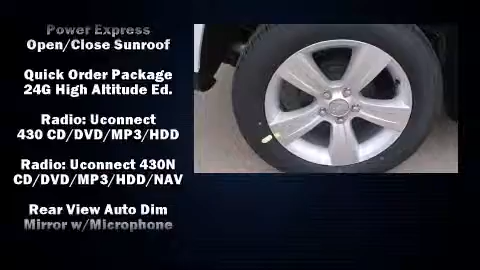 Power Express
Open/Close Sunroof
Quick Order Package
24G High Altitude Ed.
Radio: Uconnect
430 CD/DVD/MP3/HDD
Radio: Uconnect 430N
CD/DVD/MP3/HDD/NAV
Rear View Auto Dim
Mirror w/Microphone